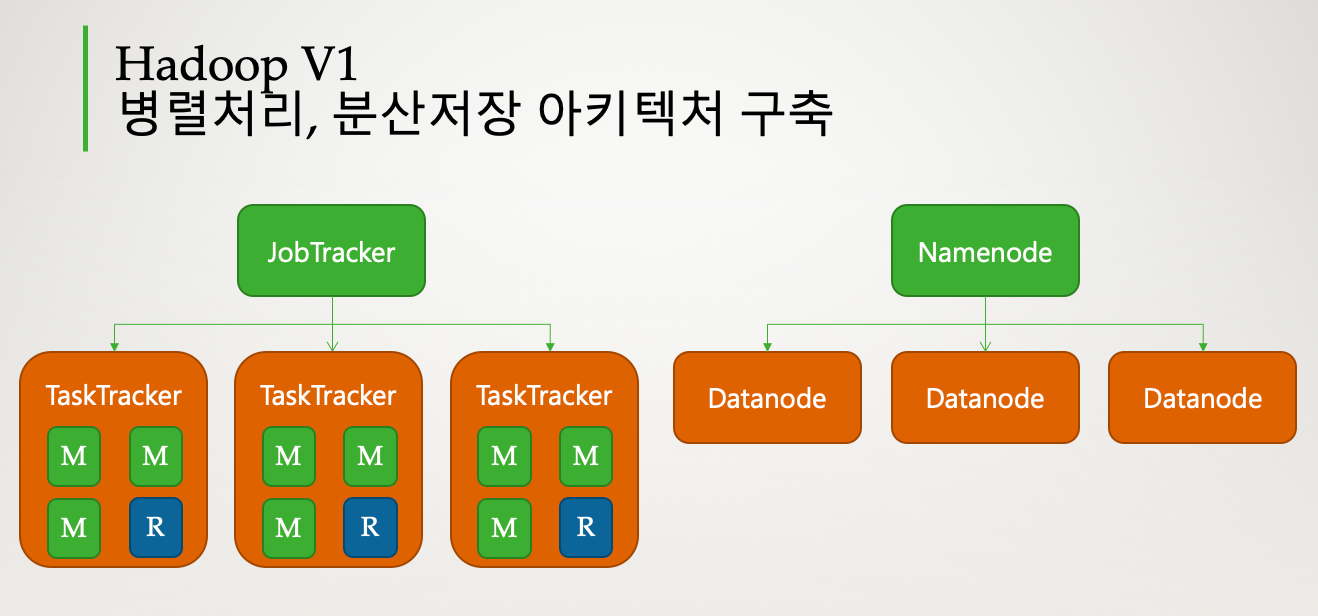 Hadoop V1
병렬처리, 분산저장 아키텍처 구축
JobTracker
Namenode
TaskTracker
M M
M R
TaskTracker
M M
M R
TaskTracker
M M
M R
Datanode
Datanode
Datanode